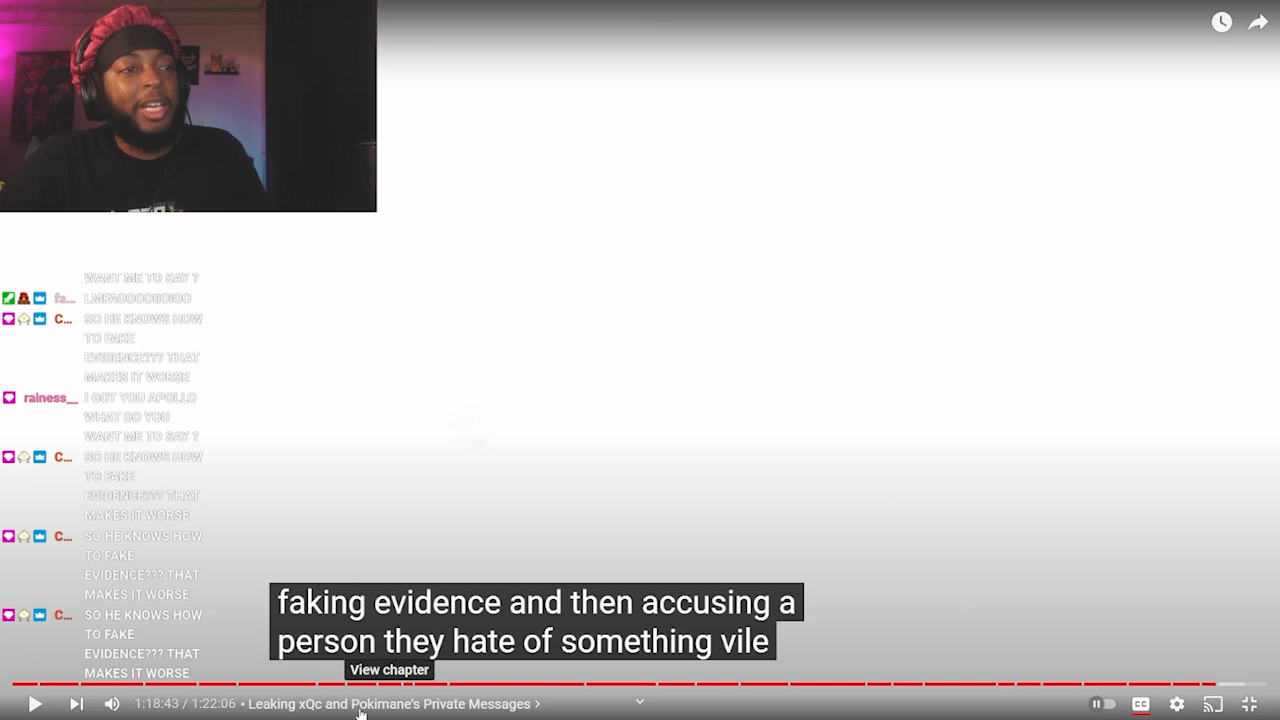 WANT ME TO SAY ?
fa... LMFAOOOOIIOIOO
C... SO HE KNOWS HOW
TO FAKE
EVIDENCE??? THAT
MAKES IT WORSE
rainess__ I GOT YOU APOLLO
WHAT DO YOU
WANT ME TO SAY ?
C... SO HE KNOWS HOW
TO FAKE
EVIDENCE??? THAT
MAKES IT WORSE
C... SO HE KNOWS HOW
TO FAKE
EVIDENCE??? THAT
MAKES IT WORSE
C... SO HE KNOWS HOW
TO FAKE
EVIDENCE??? THAT
MAKES IT WORSE
faking evidence and then accusing a
person they hate of something vile
View chapter
1:18:43 / 1:22:06 • Leaking xQc and Pokimane's Private Messages
CC